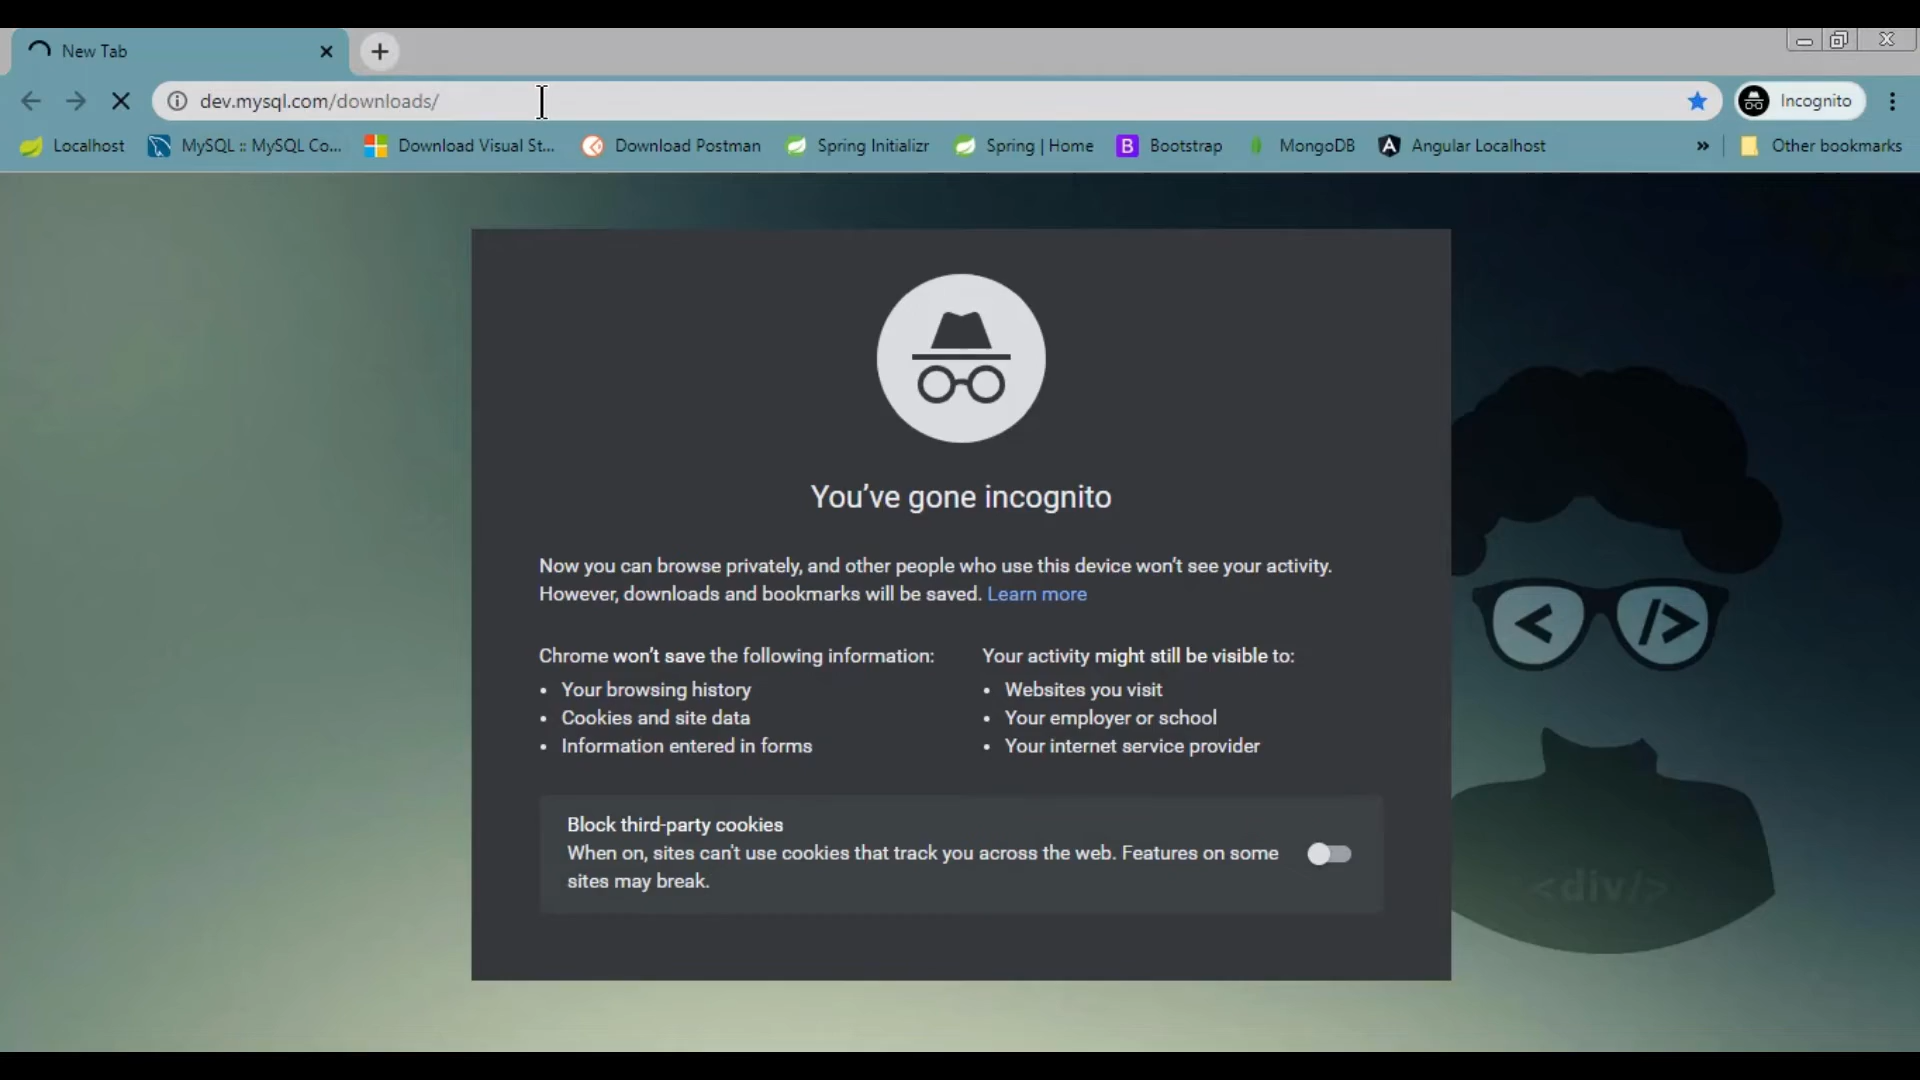 New Tab
dev.mysql.com/downloads/
Incognito
Localhost
MySQL :: MySQL Co...
Download Visual St...
Download Postman
Spring Initializr
Spring | Home
B
Bootstrap
MongoDB
Angular Localhost
»
Other bookmarks
You've gone incognito
Now you can browse privately, and other people who use this device won't see your activity.
However, downloads and bookmarks will be saved. Learn more
Chrome won't save the following information:
• Your browsing history
• Cookies and site data
• Information entered in forms
Your activity might still be visible to:
• Websites you visit
• Your employer or school
• Your internet service provider
Block third-party cookies
When on, sites can't use cookies that track you across the web. Features on some
sites may break.
< />
<div/>